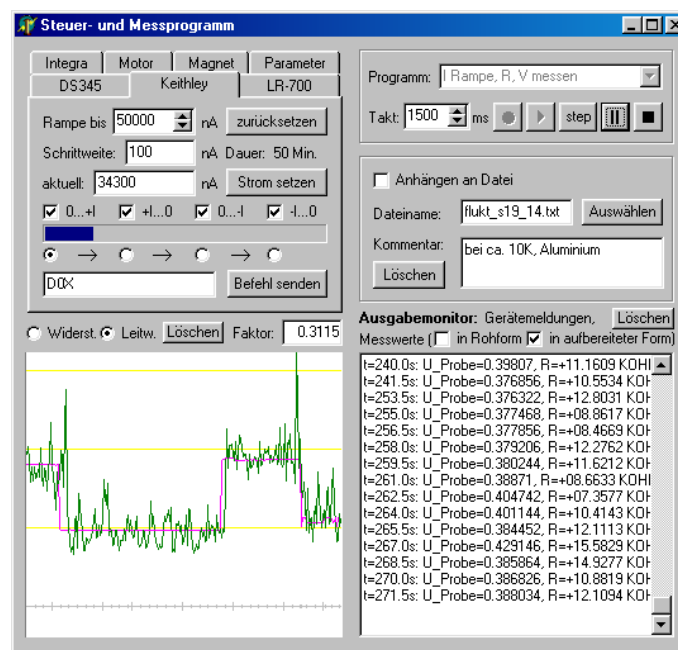 Steuer- und Messprogramm
Integra Motor Magnet Parameter
DS345 Keithley LR-700
Rampe bis 50000 nA zurücksetzen
Schrittweite: 100 nA Dauer: 50 Min.
aktuell: 34300 nA Strom setzen
0...+I +I...0 0...-I -I...0
D0X Befehl senden
Widerst. Leitw. Löschen Faktor: 0.3115
Programm: I Rampe, R, V messen
Takt: 1500 ms step
Anhängen an Datei
Dateiname: flukt_s19_14.txt Auswählen
Kommentar: bei ca. 10K, Aluminium
Löschen
Ausgabemonitor: Gerätemeldungen, Löschen
Messwerte ( in Rohform in aufbereiteter Form)
t=240.0s: U_Probe=0.39807, R=+11.1609 KOHI
t=241.5s: U_Probe=0.376856, R=+10.5534 KOH
t=253.5s: U_Probe=0.376322, R=+12.8031 KOH
t=255.0s: U_Probe=0.377468, R=+08.8617 KOH
t=256.5s: U_Probe=0.377856, R=+08.4669 KOH
t=258.0s: U_Probe=0.379206, R=+12.2762 KOH
t=259.5s: U_Probe=0.380244, R=+11.6212 KOH
t=261.0s: U_Probe=0.38871, R=+08.6633 KOHI
t=262.5s: U_Probe=0.404742, R=+07.3577 KOH
t=264.0s: U_Probe=0.401144, R=+10.4143 KOH
t=265.5s: U_Probe=0.384452, R=+12.1113 KOH
t=267.0s: U_Probe=0.429146, R=+15.5829 KOH
t=268.5s: U_Probe=0.385864, R=+14.9277 KOH
t=270.0s: U_Probe=0.386826, R=+10.8819 KOH
t=271.5s: U_Probe=0.388034, R=+12.1094 KOH